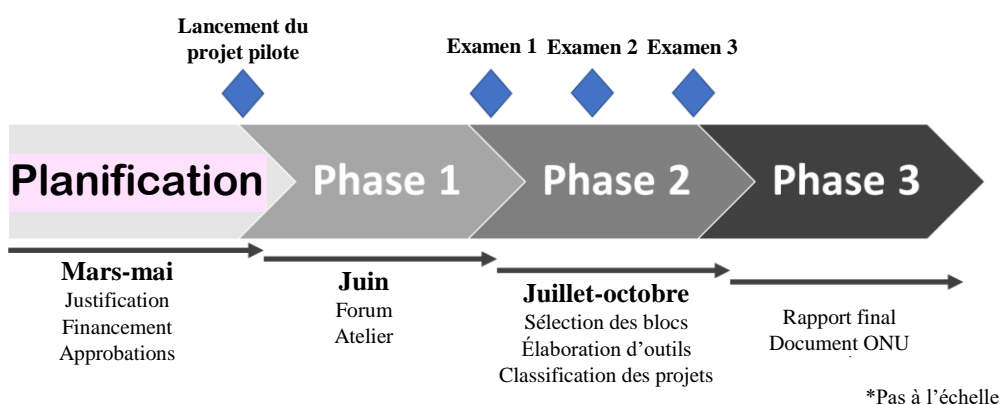 Lancement du
projet pilote
Examen 1
Examen 2
Examen 3
Planification
Phase 1
Phase 2
Phase 3
Mars-mai
Justification
Financement
Approbations
Juin
Forum
Atelier
Juillet-octobre
Sélection des blocs
Élaboration d’outils
Classification des projets
Rapport final
Document ONU
*Pas à l’échelle